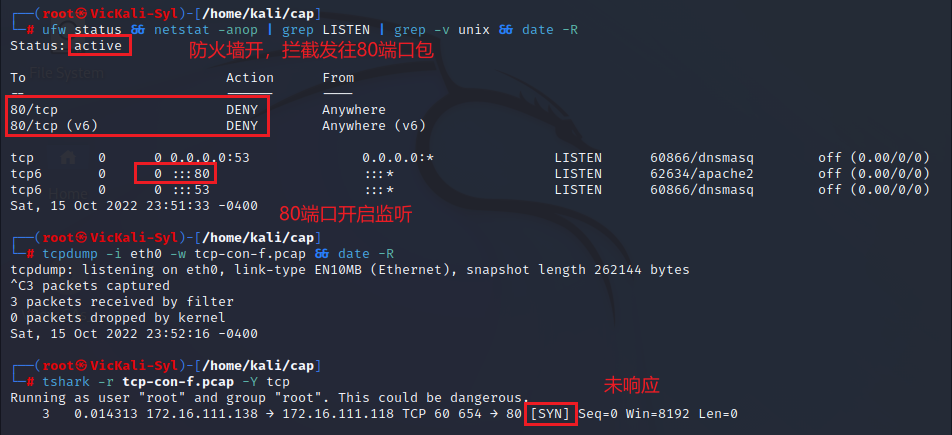 ┌──(root㉿VicKali-Syl)-[/home/kali/cap]
└─# ufw status && netstat -anop | grep LISTEN | grep -v unix && date -R
Status: active
防火墙开，拦截发往80端口包
To                         Action      From
--                         ------      ----
80/tcp                     DENY        Anywhere
80/tcp (v6)                DENY        Anywhere (v6)
tcp        0      0 0.0.0.0:53              0.0.0.0:*               LISTEN      60866/dnsmasq        off (0.00/0/0)
tcp6       0      0 :::80                   :::*                    LISTEN      62634/apache2        off (0.00/0/0)
tcp6       0      0 :::53                   :::*                    LISTEN      60866/dnsmasq        off (0.00/0/0)
Sat, 15 Oct 2022 23:51:33 -0400
80端口开启监听
┌──(root㉿VicKali-Syl)-[/home/kali/cap]
└─# tcpdump -i eth0 -w tcp-con-f.pcap && date -R
tcpdump: listening on eth0, link-type EN10MB (Ethernet), snapshot length 262144 bytes
^C3 packets captured
3 packets received by filter
0 packets dropped by kernel
Sat, 15 Oct 2022 23:52:16 -0400
┌──(root㉿VicKali-Syl)-[/home/kali/cap]
└─# tshark -r tcp-con-f.pcap -Y tcp
未响应
Running as user "root" and group "root". This could be dangerous.
    3   0.014313 172.16.111.138 → 172.16.111.118 TCP 60 654 → 80 [SYN] Seq=0 Win=8192 Len=0